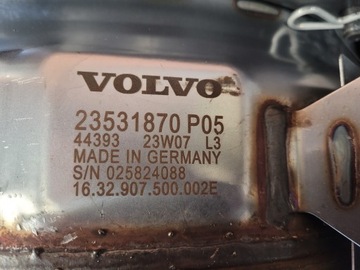 VOLVO
23531870 P05
44393 23W07 L3
MADE IN GERMANY
S/N 025824088
16.32.907.500.002E